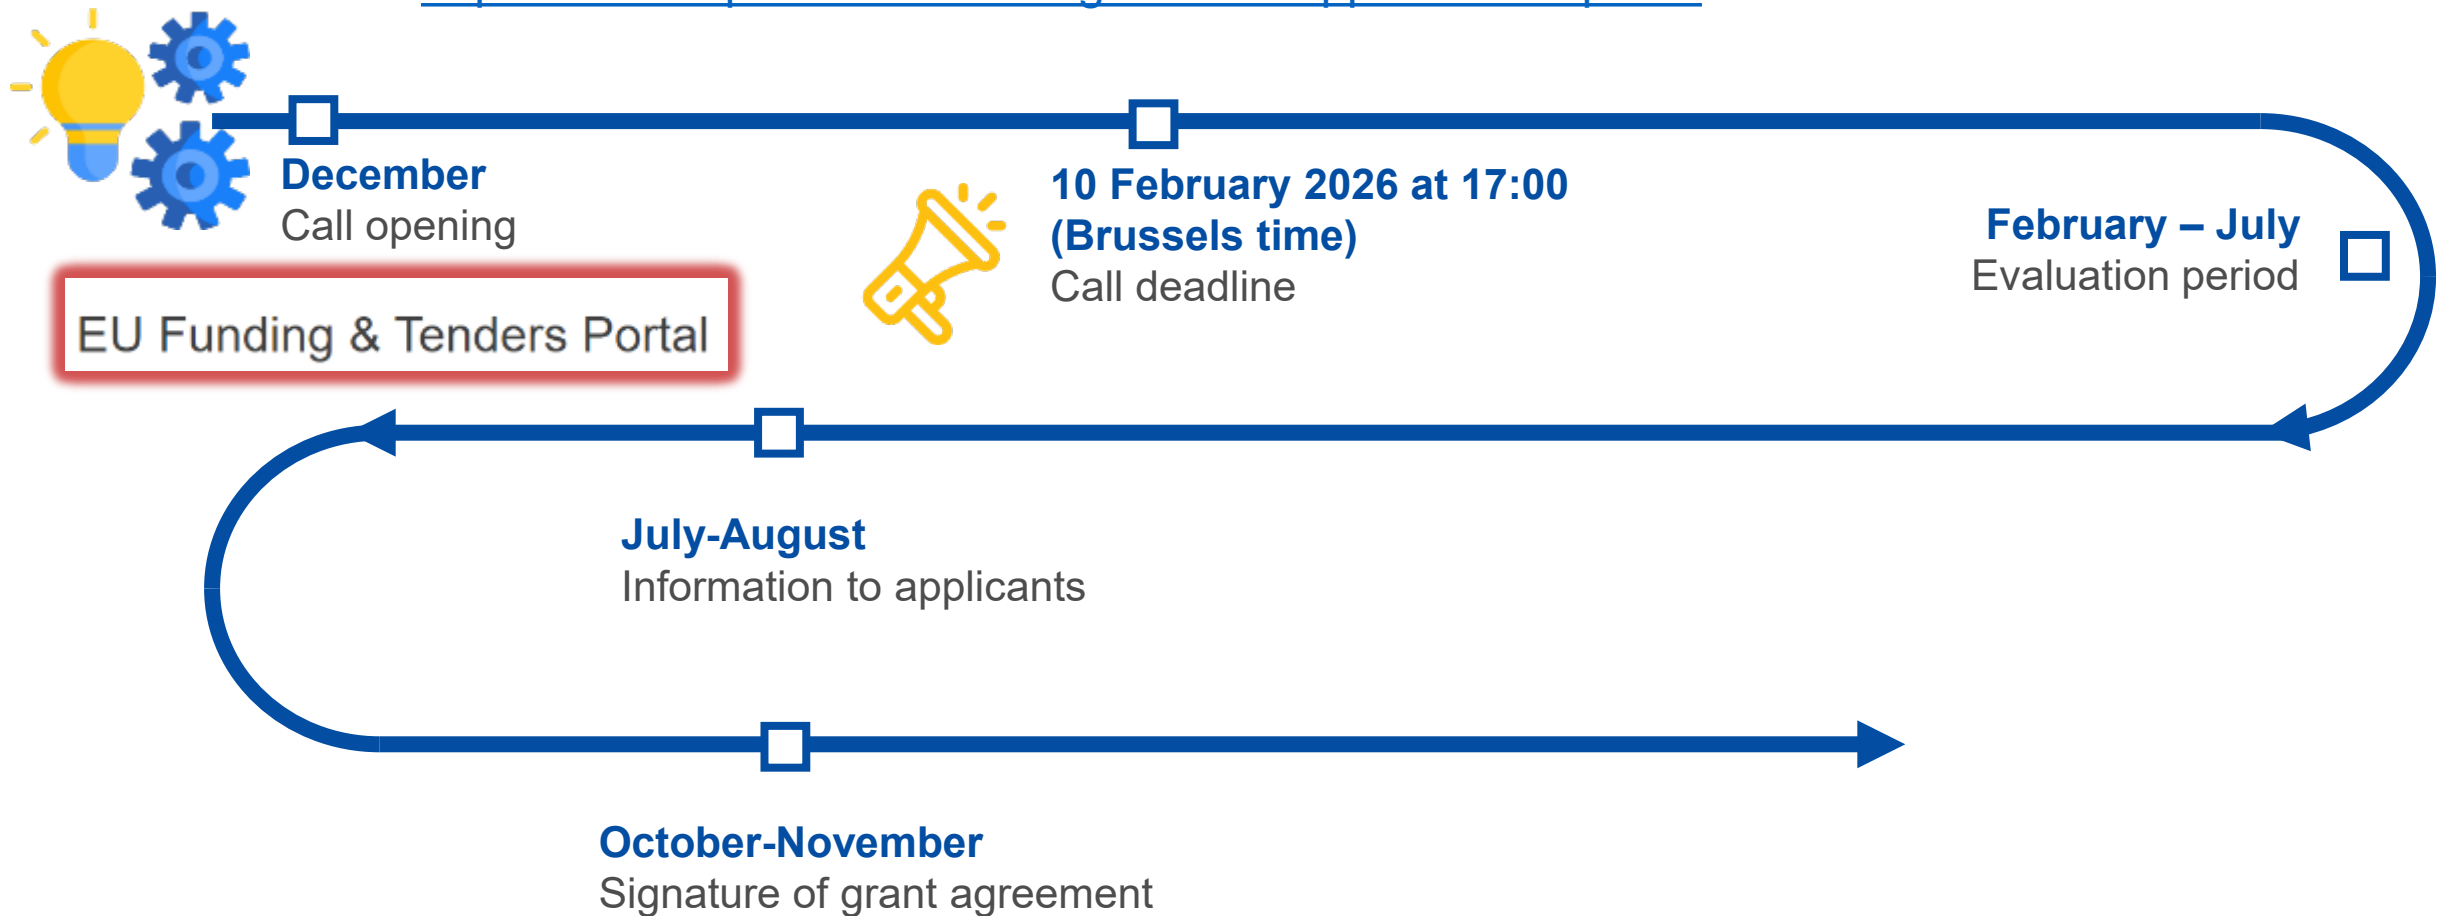 December
Call opening
10 February 2026 at 17:00
(Brussels time)
Call deadline
February – July
Evaluation period
EU Funding & Tenders Portal
July-August
Information to applicants
October-November
Signature of grant agreement